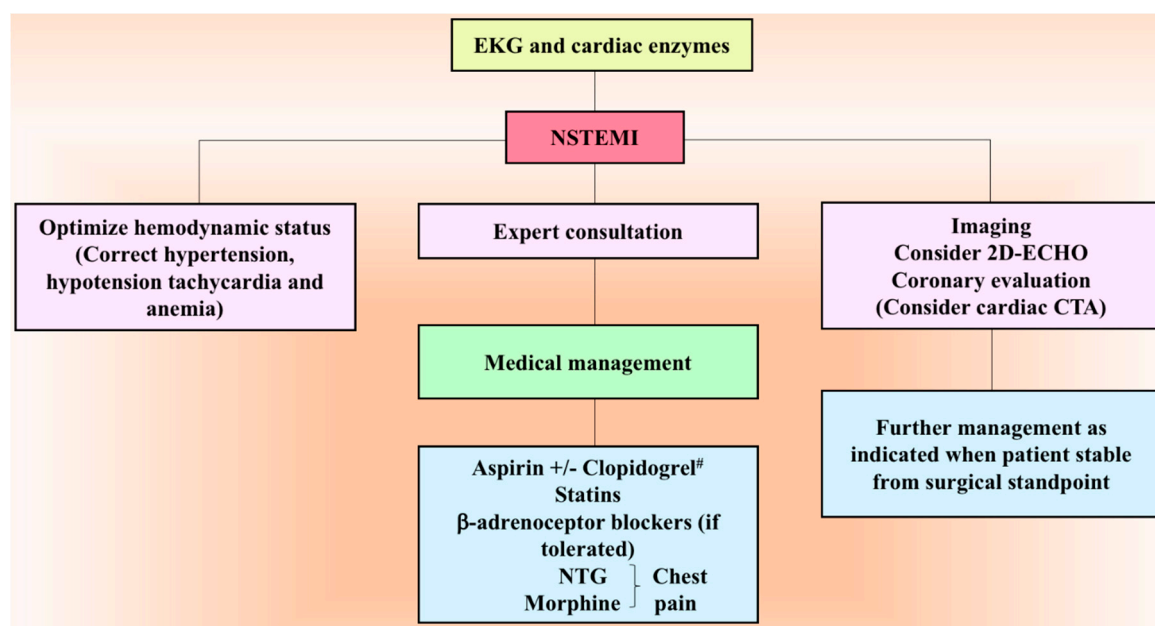 EKG and cardiac enzymes
NSTEMI
Optimize hemodynamic status
(Correct hypertension,
hypotension tachycardia and
anemia)
Expert consultation
Imaging
Consider 2D-ECHO
Coronary evaluation
(Consider cardiac CTA)
Medical management
Further management as
indicated when patient stable
from surgical standpoint
Aspirin +/- Clopidogrel#
Statins
β-adrenoceptor blockers (if
tolerated)
NTG Chest
Morphine pain